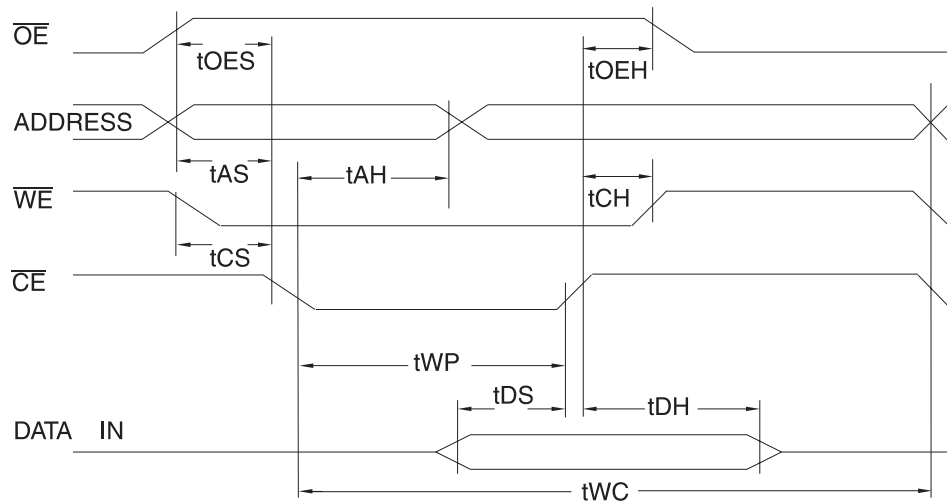 OE
tOES
tOEH
ADDRESS
tAS
tAH
WE
tCH
tCS
CE
tWP
tDS
tDH
DATA IN
tWC